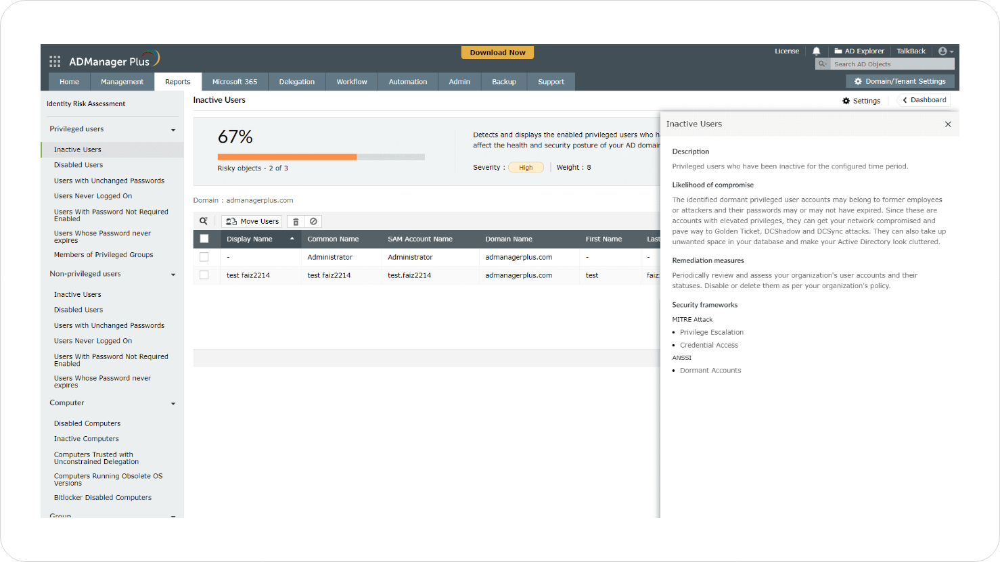 ADManager Plus
Download Now
License
AD Explorer
TalkBack
Search AD Objects
Home
Management
Reports
Microsoft 365
Delegation
Workflow
Automation
Admin
Backup
Support
Domain/Tenant Settings
Identity Risk Assessment
Privileged users
Inactive Users
Disabled Users
Users with Unchanged Passwords
Users Never Logged On
Users With Password Not Required
Enabled
Users Whose Password never
expires
Members of Privileged Groups
Non-privileged users
Inactive Users
Disabled Users
Users with Unchanged Passwords
Users Never Logged On
Users With Password Not Required
Enabled
Users Whose Password never
expires
Computer
Disabled Computers
Inactive Computers
Computers Trusted with
Unconstrained Delegation
Computers Running Obsolete OS
Versions
Bitlocker Disabled Computers
Group
Inactive Users
Settings
Dashboard
67%
Risky objects - 2 of 3
Detects and displays the enabled privileged users who
affect the health and security posture of your AD domain
Severity : High
Weight : 8
Domain : admanagerplus.com
Move Users
Display Name Common Name SAM Account Name Domain Name First Name Last
- Administrator Administrator admanagerplus.com - -
test faiz2214 test faiz2214 test.faiz2214 admanagerplus.com test faiz
Inactive Users
Description
Privileged users who have been inactive for the configured time period.
Likelihood of compromise
The identified dormant privileged user accounts may belong to former employees
or attackers and their passwords may or may not have expired. Since these are
accounts with elevated privileges, they can get your network compromised and
pave way to Golden Ticket, DCShadow and DCSync attacks. They can also take up
unwanted space in your database and make your Active Directory look cluttered.
Remediation measures
Periodically review and assess your organization's user accounts and their
statuses. Disable or delete them as per your organization's policy.
Security frameworks
MITRE Attack
• Privilege Escalation
• Credential Access
ANSSI
• Dormant Accounts